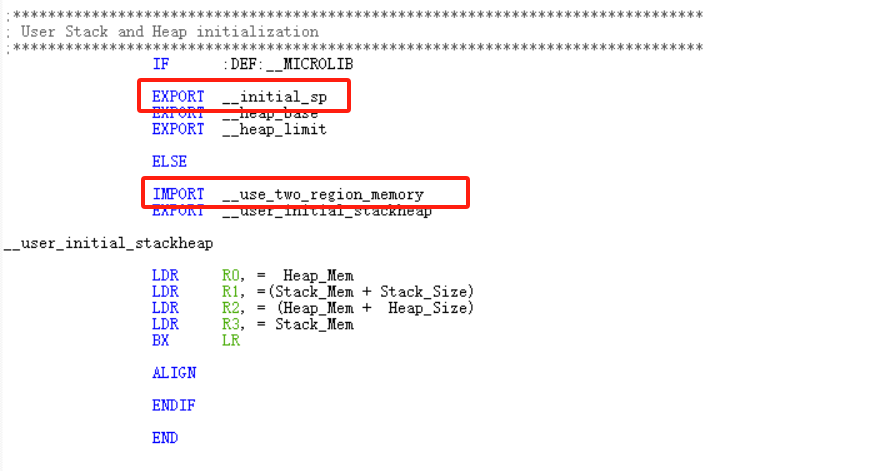 ;*******************************************************************************
; User Stack and Heap initialization
;*******************************************************************************
IF :DEF:__MICROLIB
EXPORT __initial_sp
EXPORT __heap_base
EXPORT __heap_limit
ELSE
IMPORT __use_two_region_memory
EXPORT __user_initial_stackheap
__user_initial_stackheap
LDR R0, = Heap_Mem
LDR R1, =(Stack_Mem + Stack_Size)
LDR R2, = (Heap_Mem + Heap_Size)
LDR R3, = Stack_Mem
BX LR
ALIGN
ENDIF
END